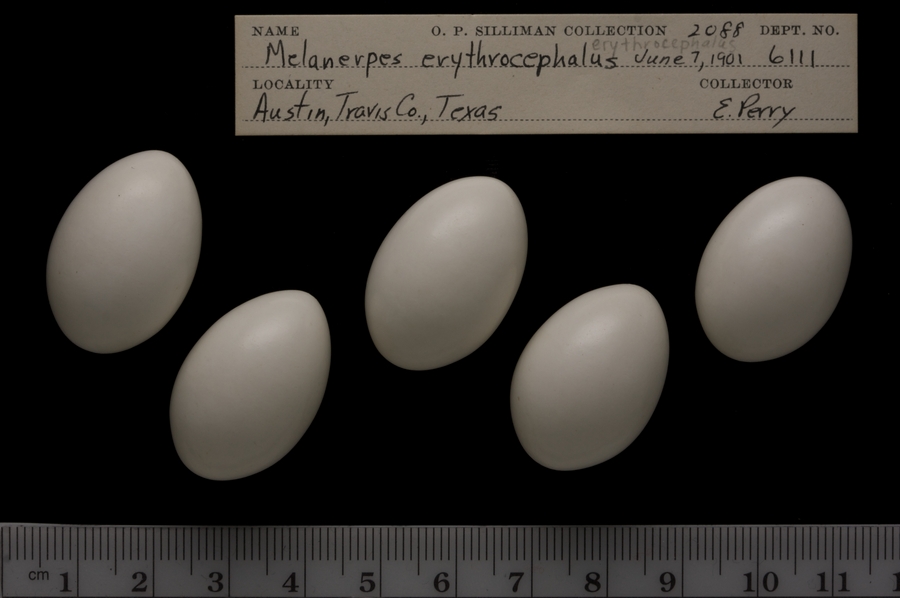 NAME O. P. SILLIMAN COLLECTION 2088 DEPT. NO.
erythrocephalus
Melanerpes erythrocephalus June 7, 1901 6111
LOCALITY COLLECTOR
Austin, Travis Co., Texas E. Perry
cm 1 2 3 4 5 6 7 8 9 10 11 1